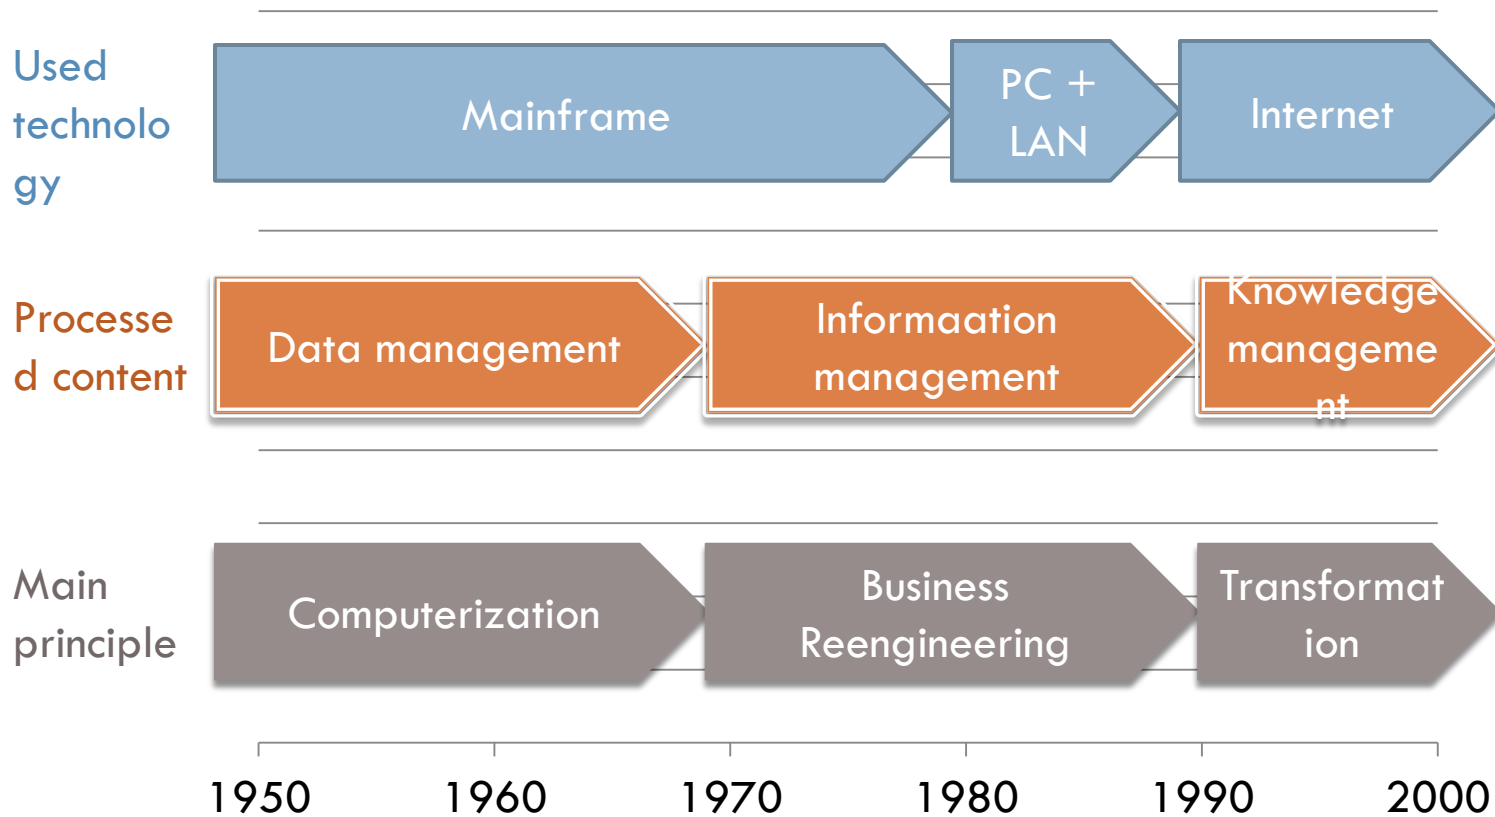 Used
technolo
gy
Mainframe
PC +
LAN
Internet
Processe
d content
Data management
Informaation
management
Knowledge
manageme
nt
Main
principle
Computerization
Business
Reengineering
Transformat
ion
1950 1960 1970 1980 1990 2000